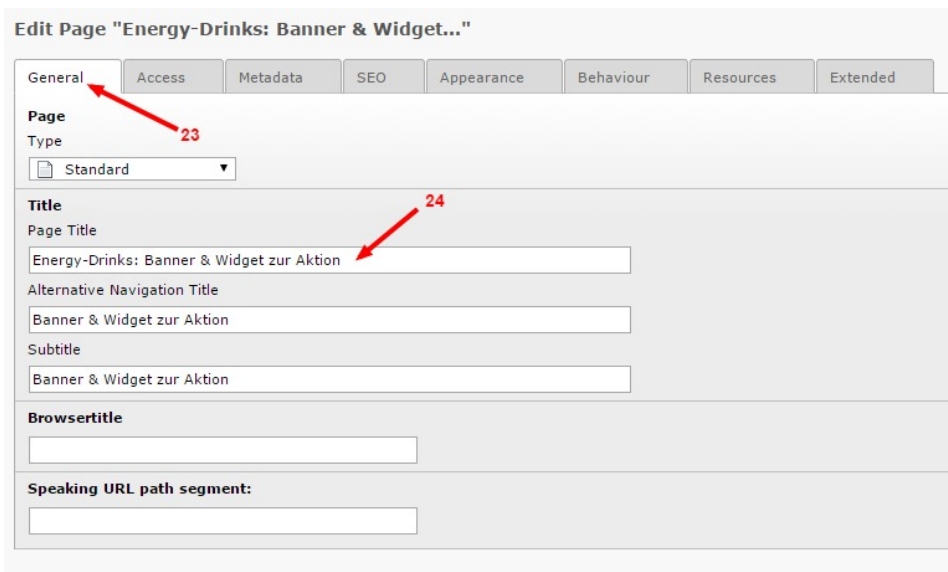 Edit Page "Energy-Drinks: Banner & Widget..."
General Access Metadata SEO Appearance Behaviour Resources Extended
Page
23
Type
Standard
Title
24
Page Title
Energy-Drinks: Banner & Widget zur Aktion
Alternative Navigation Title
Banner & Widget zur Aktion
Subtitle
Banner & Widget zur Aktion
Browsertitle
Speaking URL path segment: